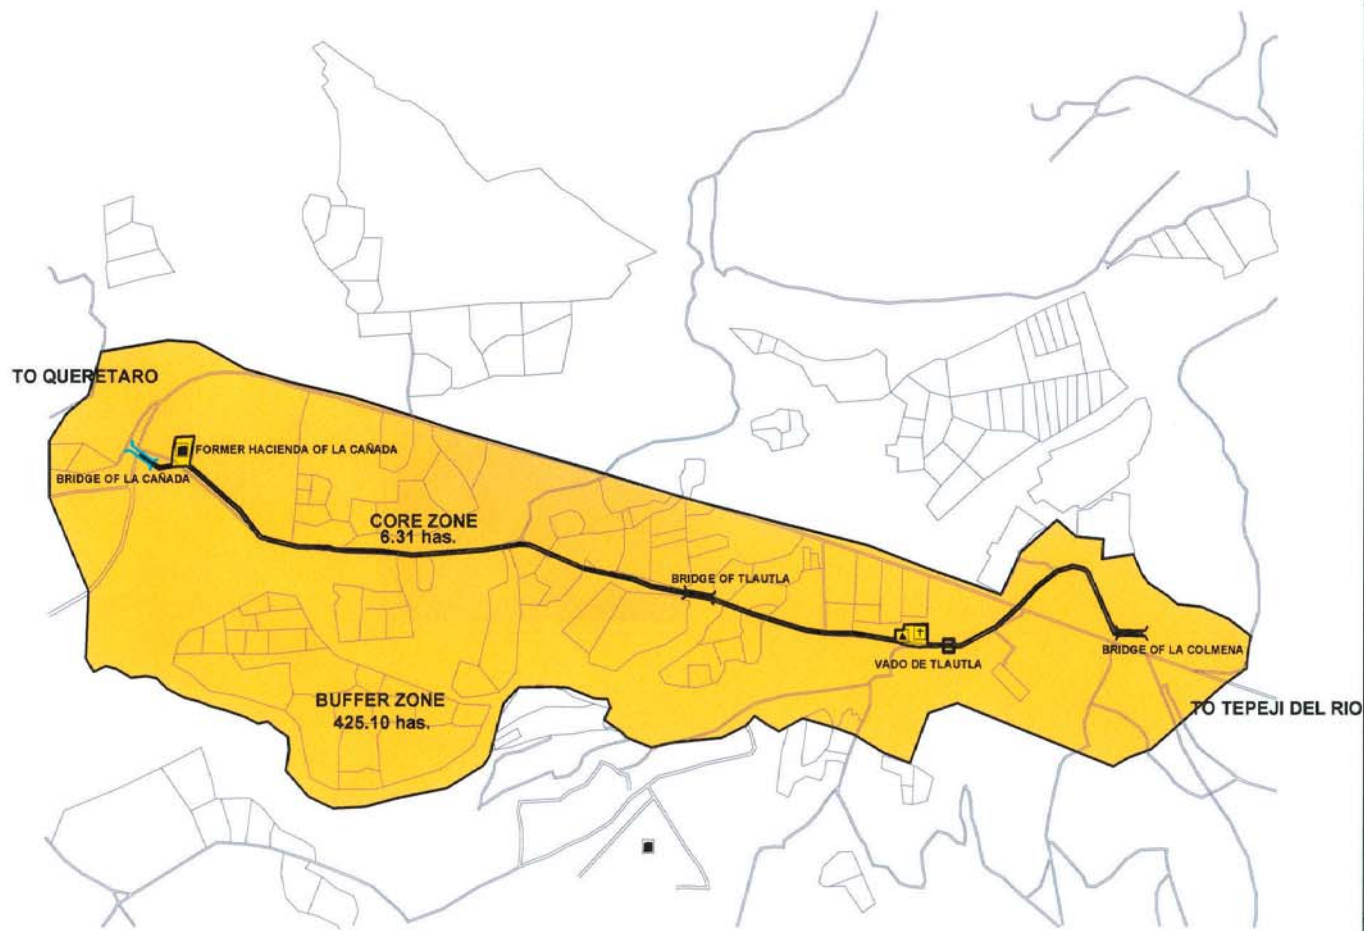 TO QUERETARO
FORMER HACIENDA OF LA CAÑADA
BRIDGE OF LA CAÑADA
CORE ZONE
6.31 has.
BRIDGE OF TLAUTLA
BRIDGE OF LA COLMENA
VADO DE TLAUTLA
BUFFER ZONE
425.10 has.
TO TEPEJI DEL RIO